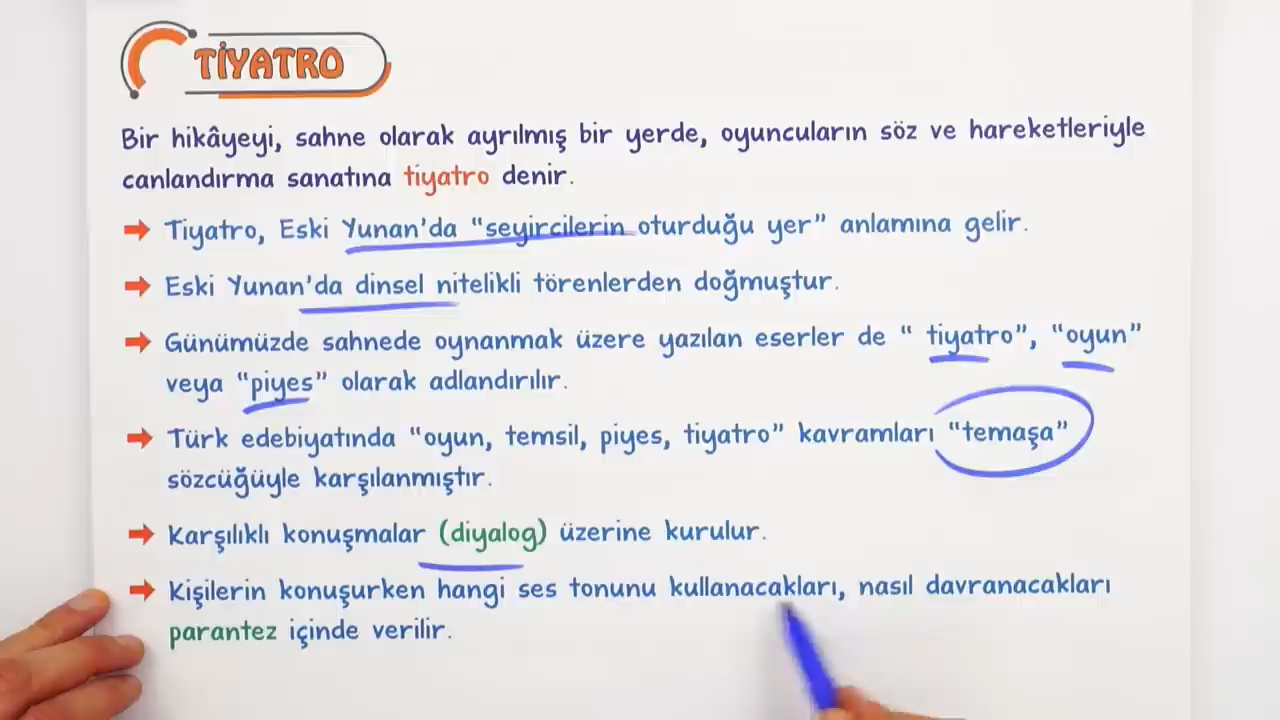 TİYATRO
Bir hikâyeyi, sahne olarak ayrılmış bir yerde, oyuncuların söz ve hareketleriyle
canlandırma sanatına tiyatro denir.
Tiyatro, Eski Yunan'da “seyircilerin oturduğu yer” anlamına gelir.
Eski Yunan'da dinsel nitelikli törenlerden doğmuştur.
Günümüzde sahnede oynanmak üzere yazılan eserler de “ tiyatro”, “oyun”
veya “piyes” olarak adlandırılır.
Türk edebiyatında “oyun, temsil, piyes, tiyatro” kavramları “temaşa”
sözcüğüyle karşılanmıştır.
Karşılıklı konuşmalar (diyalog) üzerine kurulur.
Kişilerin konuşurken hangi ses tonunu kullanacakları, nasıl davranacakları
parantez içinde verilir.